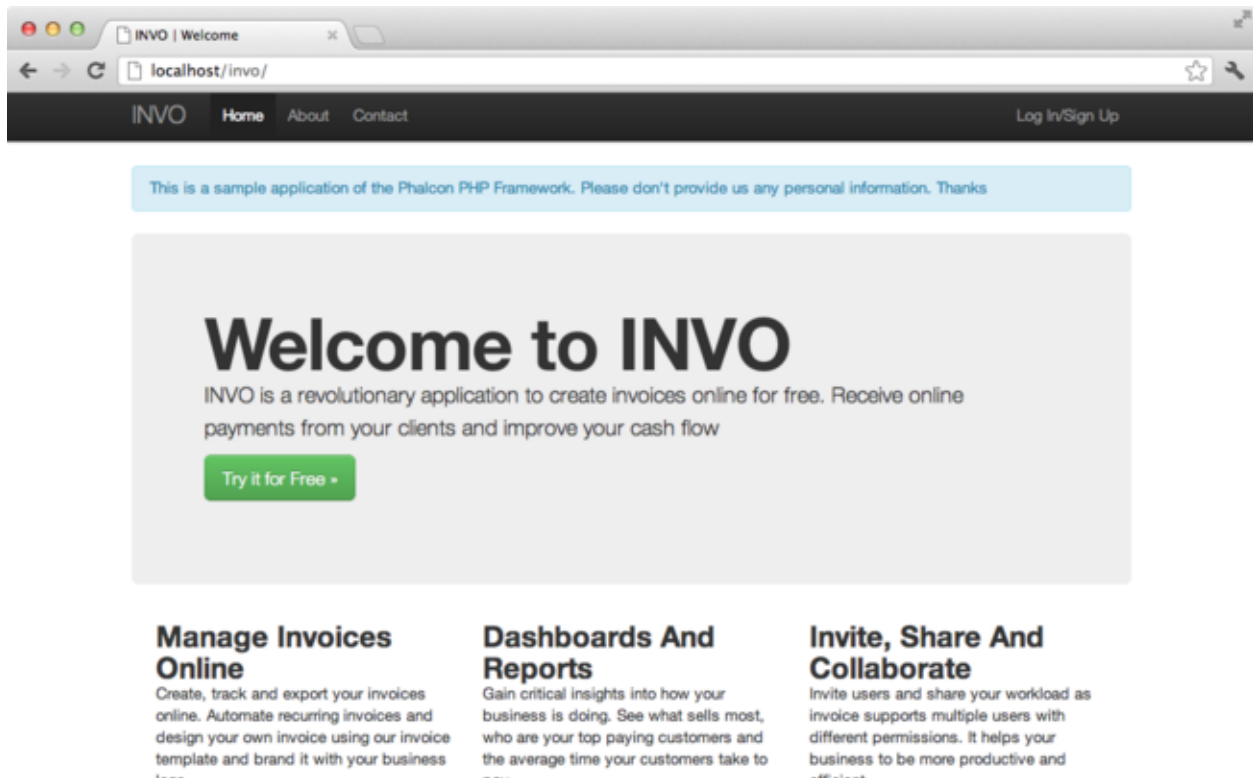 INVO | Welcome
localhost/invo/
INVO Home About Contact Log In/Sign Up
This is a sample application of the Phalcon PHP Framework. Please don't provide us any personal information. Thanks
Welcome to INVO
INVO is a revolutionary application to create invoices online for free. Receive online
payments from your clients and improve your cash flow
Try it for Free »
Manage Invoices
Online
Create, track and export your invoices
online. Automate recurring invoices and
design your own invoice using our invoice
template and brand it with your business
Dashboards And
Reports
Gain critical insights into how your
business is doing. See what sells most,
who are your top paying customers and
the average time your customers take to
Invite, Share And
Collaborate
Invite users and share your workload as
invoice supports multiple users with
different permissions. It helps your
business to be more productive and